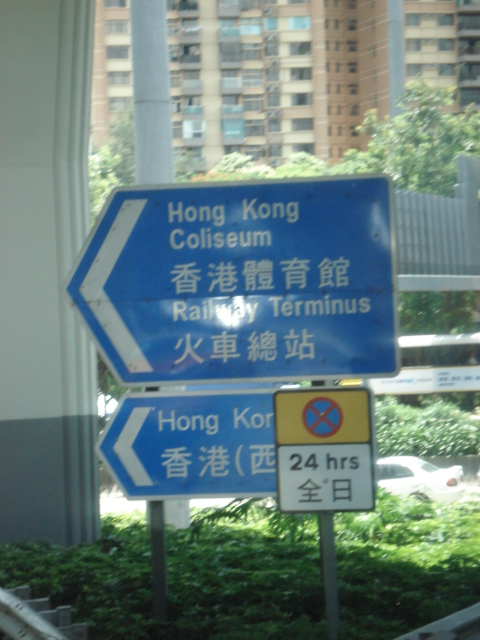 Hong Kong
Coliseum
香港體育館
Railway Terminus
火車總站
Hong Kon
香港(西
24 hrs
全日